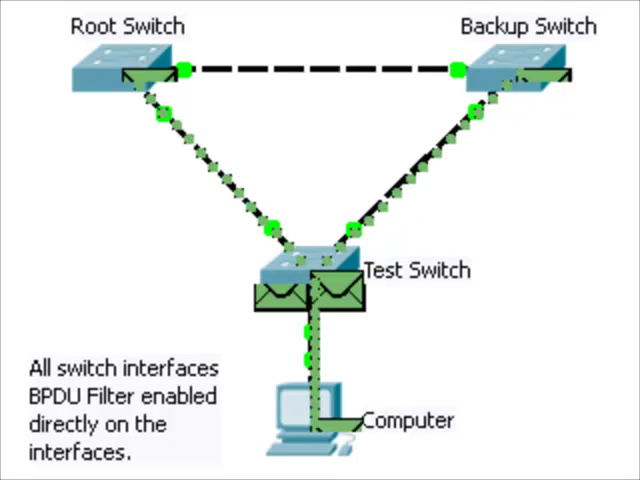 Root Switch
Backup Switch
Test Switch
All switch interfaces
BPDU Filter enabled
directly on the
interfaces.
Computer